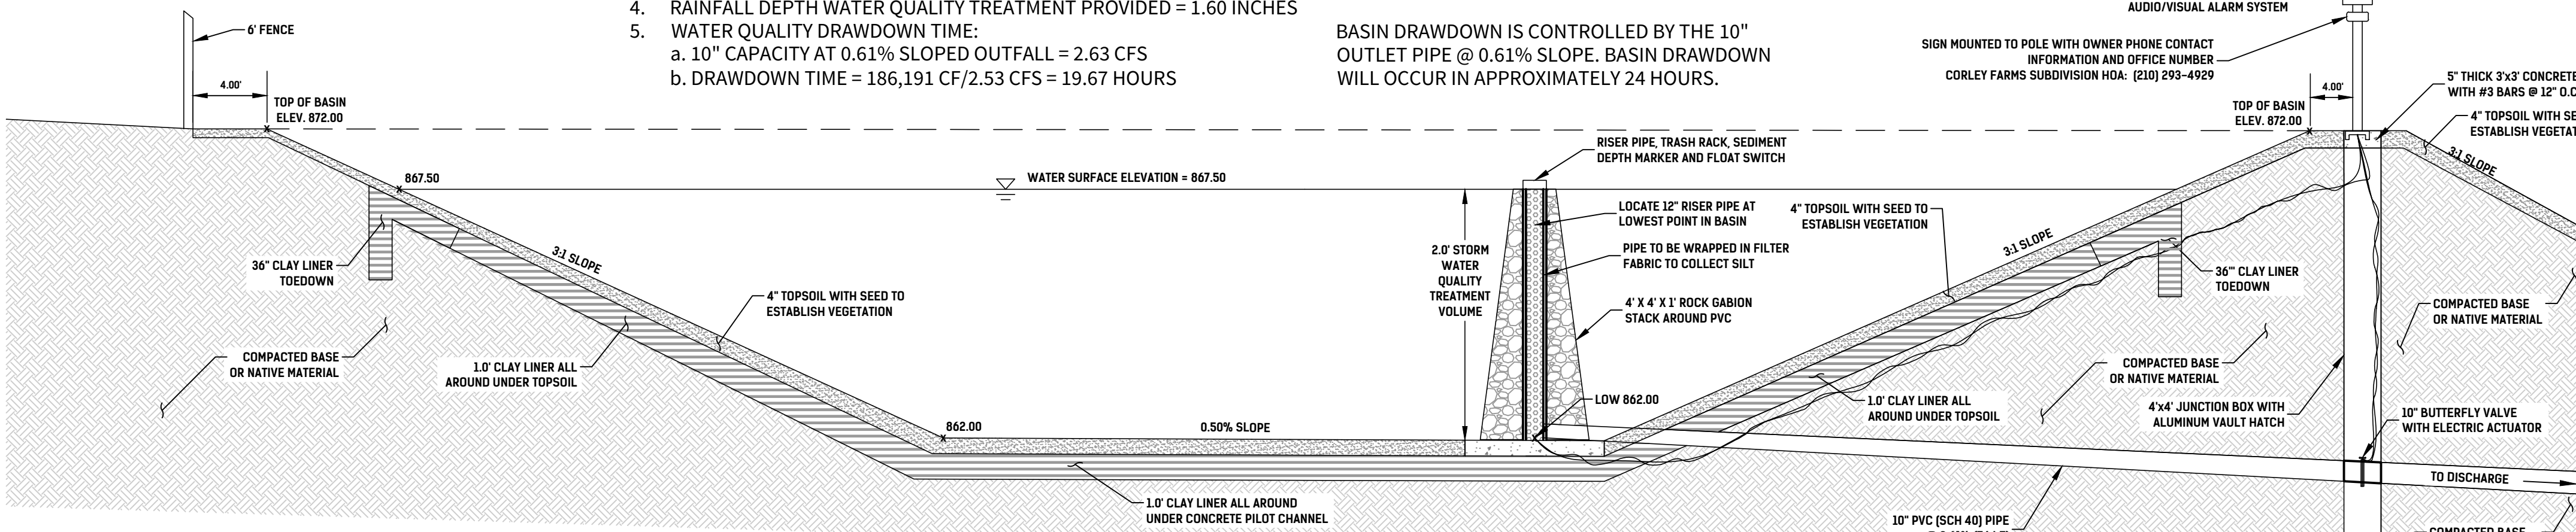 4. RAINFALL DEPTH WATER QUALITY TREATMENT PROVIDED = 1.60 INCHES
5. WATER QUALITY DRAWDOWN TIME:
a. 10" CAPACITY AT 0.61% SLOPED OUTFALL = 2.63 CFS
b. DRAWDOWN TIME = 186,191 CF/2.53 CFS = 19.67 HOURS
BASIN DRAWDOWN IS CONTROLLED BY THE 10"
OUTLET PIPE @ 0.61% SLOPE. BASIN DRAWDOWN
WILL OCCUR IN APPROXIMATELY 24 HOURS.
AUDIO/VISUAL ALARM SYSTEM
SIGN MOUNTED TO POLE WITH OWNER PHONE CONTACT
INFORMATION AND OFFICE NUMBER
CORLEY FARMS SUBDIVISION HOA: (210) 293-4929
6' FENCE
4.00'
TOP OF BASIN
ELEV. 872.00
4.00'
TOP OF BASIN
ELEV. 872.00
5" THICK 3'x3' CONCRETE
WITH #3 BARS @ 12" O.C
4" TOPSOIL WITH SE
ESTABLISH VEGETAT
3:1 SLOPE
RISER PIPE, TRASH RACK, SEDIMENT
DEPTH MARKER AND FLOAT SWITCH
867.50
WATER SURFACE ELEVATION = 867.50
LOCATE 12" RISER PIPE AT
LOWEST POINT IN BASIN
4" TOPSOIL WITH SEED TO
ESTABLISH VEGETATION
PIPE TO BE WRAPPED IN FILTER
FABRIC TO COLLECT SILT
2.0' STORM
WATER
QUALITY
TREATMENT
VOLUME
4' X 4' X 1' ROCK GABION
STACK AROUND PVC
3:1 SLOPE
3:1 SLOPE
36" CLAY LINER
TOEDOWN
36"' CLAY LINER
TOEDOWN
4" TOPSOIL WITH SEED TO
ESTABLISH VEGETATION
COMPACTED BASE
OR NATIVE MATERIAL
COMPACTED BASE
OR NATIVE MATERIAL
1.0' CLAY LINER ALL
AROUND UNDER TOPSOIL
COMPACTED BASE
OR NATIVE MATERIAL
LOW 862.00
1.0' CLAY LINER ALL
AROUND UNDER TOPSOIL
4'x4' JUNCTION BOX WITH
ALUMINUM VAULT HATCH
10" BUTTERFLY VALVE
WITH ELECTRIC ACTUATOR
862.00
0.50% SLOPE
TO DISCHARGE
1.0' CLAY LINER ALL AROUND
UNDER CONCRETE PILOT CHANNEL
10" PVC (SCH 40) PIPE
COMPACTED BASE